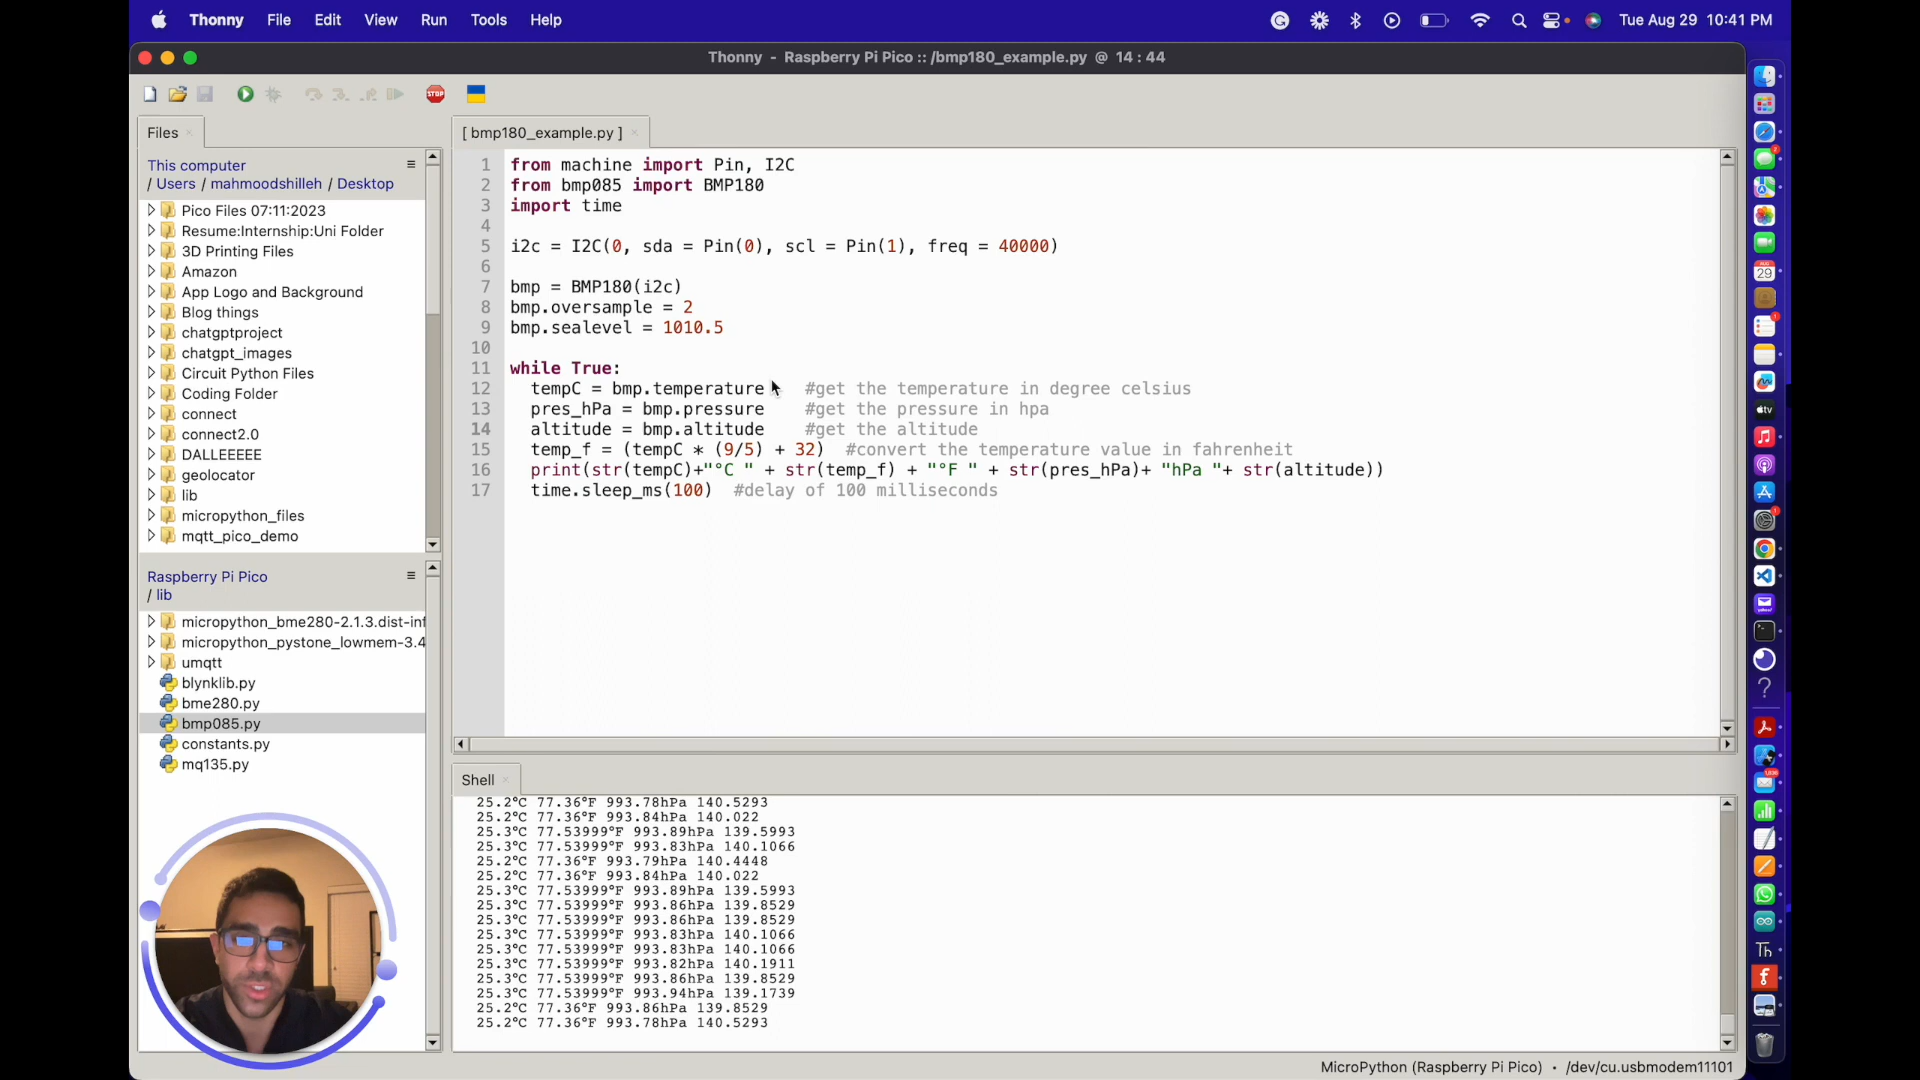 Thonny File Edit View Run Tools Help Tue Aug 29 10:41 PM
Thonny - Raspberry Pi Pico :: /bmp180_example.py @ 14 : 44
STOP
Files
This computer
/ Users / mahmoodshilleh / Desktop
Pico Files 07:11:2023
Resume:Internship:Uni Folder
3D Printing Files
Amazon
App Logo and Background
Blog things
chatgptproject
chatgpt_images
Circuit Python Files
Coding Folder
connect
connect2.0
DALLEEEEE
geolocator
lib
micropython_files
mqtt_pico_demo
Raspberry Pi Pico
/ lib
micropython_bme280-2.1.3.dist-inf
micropython_pystone_lowmem-3.4
umqtt
blynklib.py
bme280.py
bmp085.py
constants.py
mq135.py
[ bmp180_example.py ]
1 from machine import Pin, I2C
2 from bmp085 import BMP180
3 import time
4
5 i2c = I2C(0, sda = Pin(0), scl = Pin(1), freq = 40000)
6
7 bmp = BMP180(i2c)
8 bmp.oversample = 2
9 bmp.sealevel = 1010.5
10
11 while True:
12 tempC = bmp.temperature #get the temperature in degree celsius
13 pres_hPa = bmp.pressure #get the pressure in hpa
14 altitude = bmp.altitude #get the altitude
15 temp_f = (tempC * (9/5) + 32) #convert the temperature value in fahrenheit
16 print(str(tempC)+"°C " + str(temp_f) + "°F " + str(pres_hPa)+ "hPa "+ str(altitude))
17 time.sleep_ms(100) #delay of 100 milliseconds
Shell
25.2°C 77.36°F 993.78hPa 140.5293
25.2°C 77.36°F 993.84hPa 140.022
25.3°C 77.53999°F 993.89hPa 139.5993
25.3°C 77.53999°F 993.83hPa 140.1066
25.2°C 77.36°F 993.79hPa 140.4448
25.2°C 77.36°F 993.84hPa 140.022
25.3°C 77.53999°F 993.89hPa 139.5993
25.3°C 77.53999°F 993.86hPa 139.8529
25.3°C 77.53999°F 993.86hPa 139.8529
25.3°C 77.53999°F 993.83hPa 140.1066
25.3°C 77.53999°F 993.83hPa 140.1066
25.3°C 77.53999°F 993.82hPa 140.1911
25.3°C 77.53999°F 993.86hPa 139.8529
25.3°C 77.53999°F 993.94hPa 139.1739
25.2°C 77.36°F 993.86hPa 139.8529
25.2°C 77.36°F 993.78hPa 140.5293
MicroPython (Raspberry Pi Pico) • /dev/cu.usbmodem11101
29
tv
Th